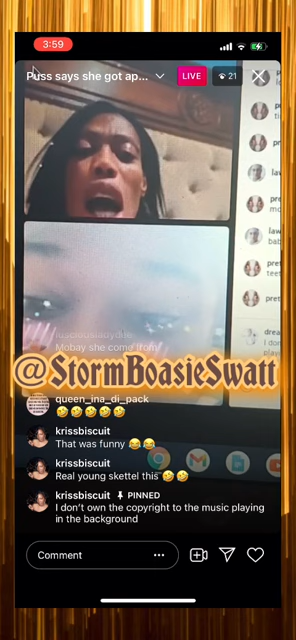 3:59
Puss says she got ap...
LIVE
21
Mobay she come from
@StormBoasieSwatt
queen_ina_di_pack
🤣🤣🤣🤣🤣
krissbiscuit
That was funny 😂😂
krissbiscuit
Real young skettel this 🤣🤣
krissbiscuit PINNED
I don't own the copyright to the music playing
in the background
Comment